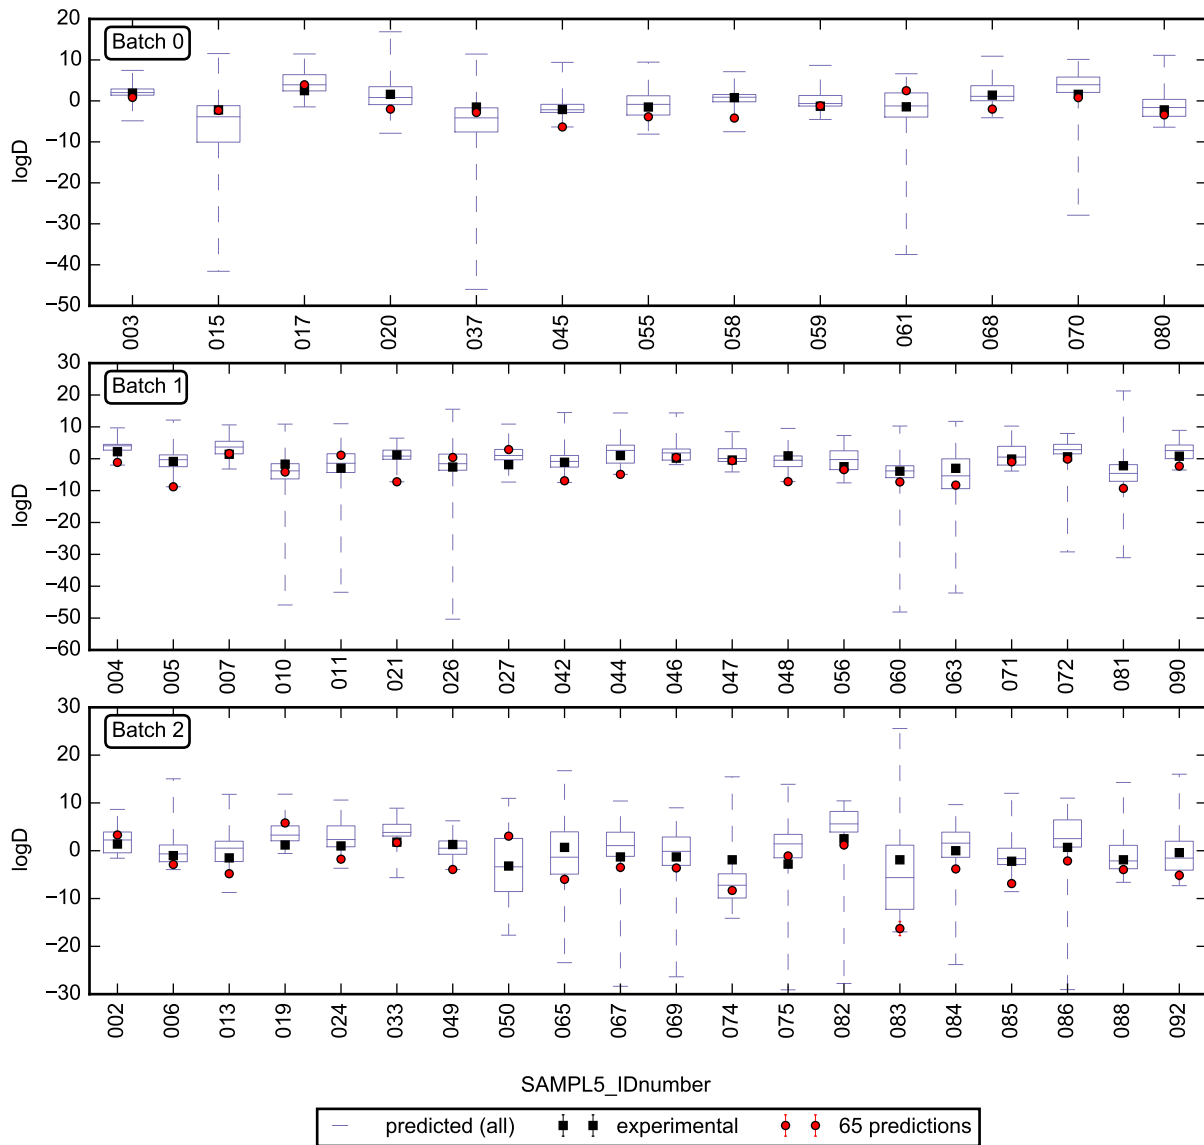 Batch 0
20
10
0
−10
−20
−30
−40
−50
logD
003 015 017 020 037 045 055 058 059 061 068 070 080
Batch 1
30
20
10
0
−10
−20
−30
−40
−50
−60
logD
004 005 007 010 011 021 026 027 042 044 046 047 048 056 060 063 071 072 081 090
Batch 2
30
20
10
0
−10
−20
−30
logD
002 006 013 019 024 033 049 050 065 067 069 074 075 082 083 084 085 086 088 092
SAMPL5_IDnumber
predicted (all) experimental 65 predictions